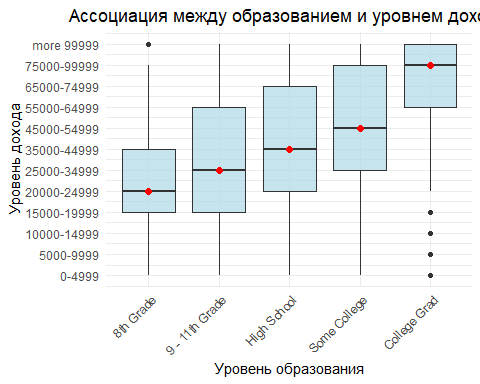 Ассоциация между образованием и уровнем дохо
Уровень дохода
more 99999
75000-99999
65000-74999
55000-64999
45000-54999
35000-44999
25000-34999
20000-24999
15000-19999
10000-14999
5000-9999
0-4999
8th Grade
9 - 11th Grade
High School
Some College
College Grad
Уровень образования